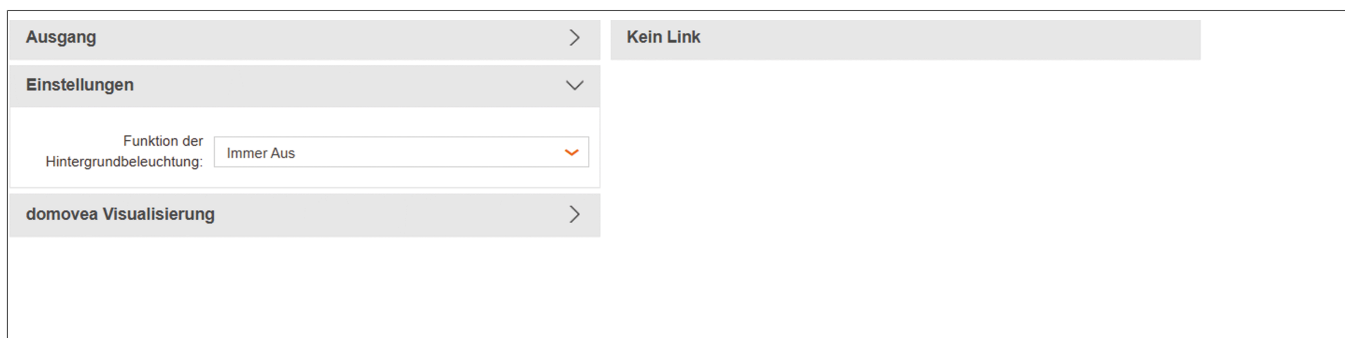 Ausgang
Einstellungen
Funktion der
Hintergrundbeleuchtung:
Immer Aus
domovea Visualisierung
Kein Link